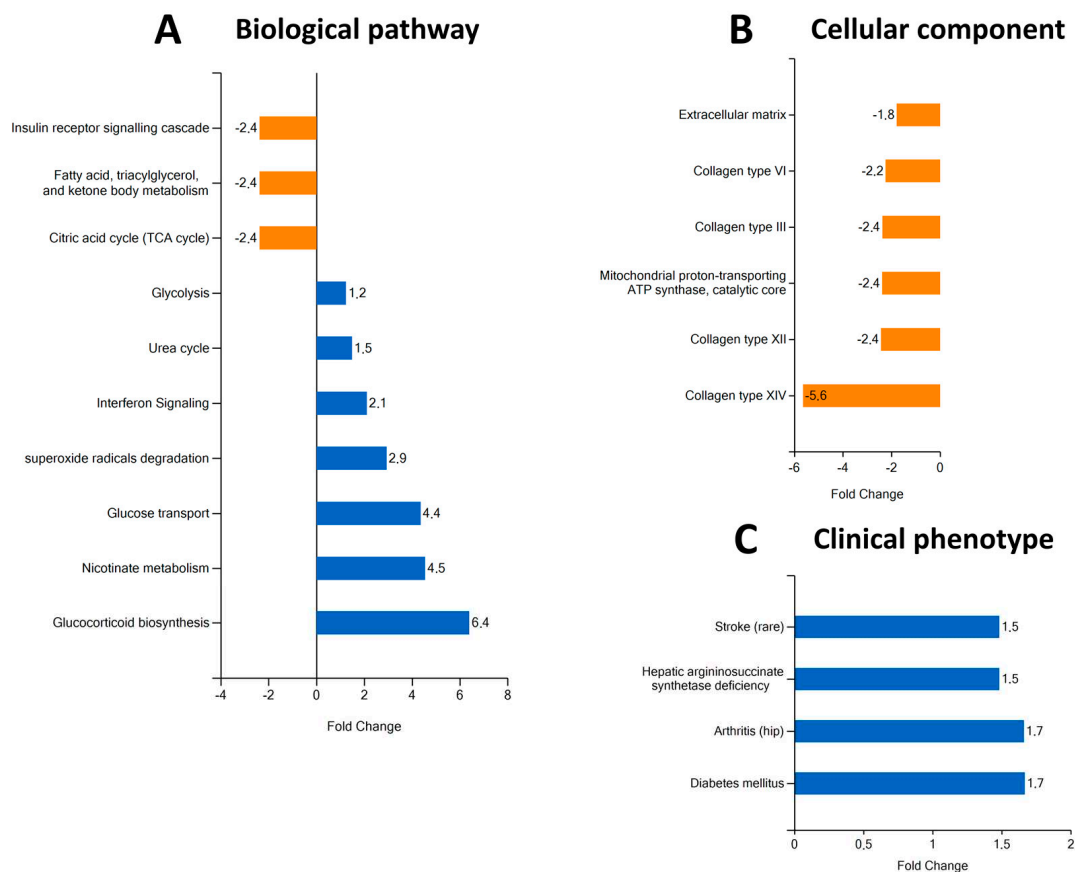 A Biological pathway
Insulin receptor signalling cascade
-2.4
Fatty acid, triacylglycerol,
and ketone body metabolism
-2.4
Citric acid cycle (TCA cycle)
-2.4
Glycolysis
1.2
Urea cycle
1.5
Interferon Signaling
2.1
superoxide radicals degradation
2.9
Glucose transport
4.4
Nicotinate metabolism
4.5
Glucocorticoid biosynthesis
6.4
-4 -2 0 2 4 6 8
Fold Change
B Cellular component
Extracellular matrix
-1.8
Collagen type VI
-2.2
Collagen type III
-2.4
Mitochondrial proton-transporting
ATP synthase, catalytic core
-2.4
Collagen type XII
-2.4
Collagen type XIV
-5.6
-6 -4 -2 0
Fold Change
C Clinical phenotype
Stroke (rare)
1.5
Hepatic argininosuccinate
synthetase deficiency
1.5
Arthritis (hip)
1.7
Diabetes mellitus
1.7
0 0.5 1 1.5 2
Fold Change